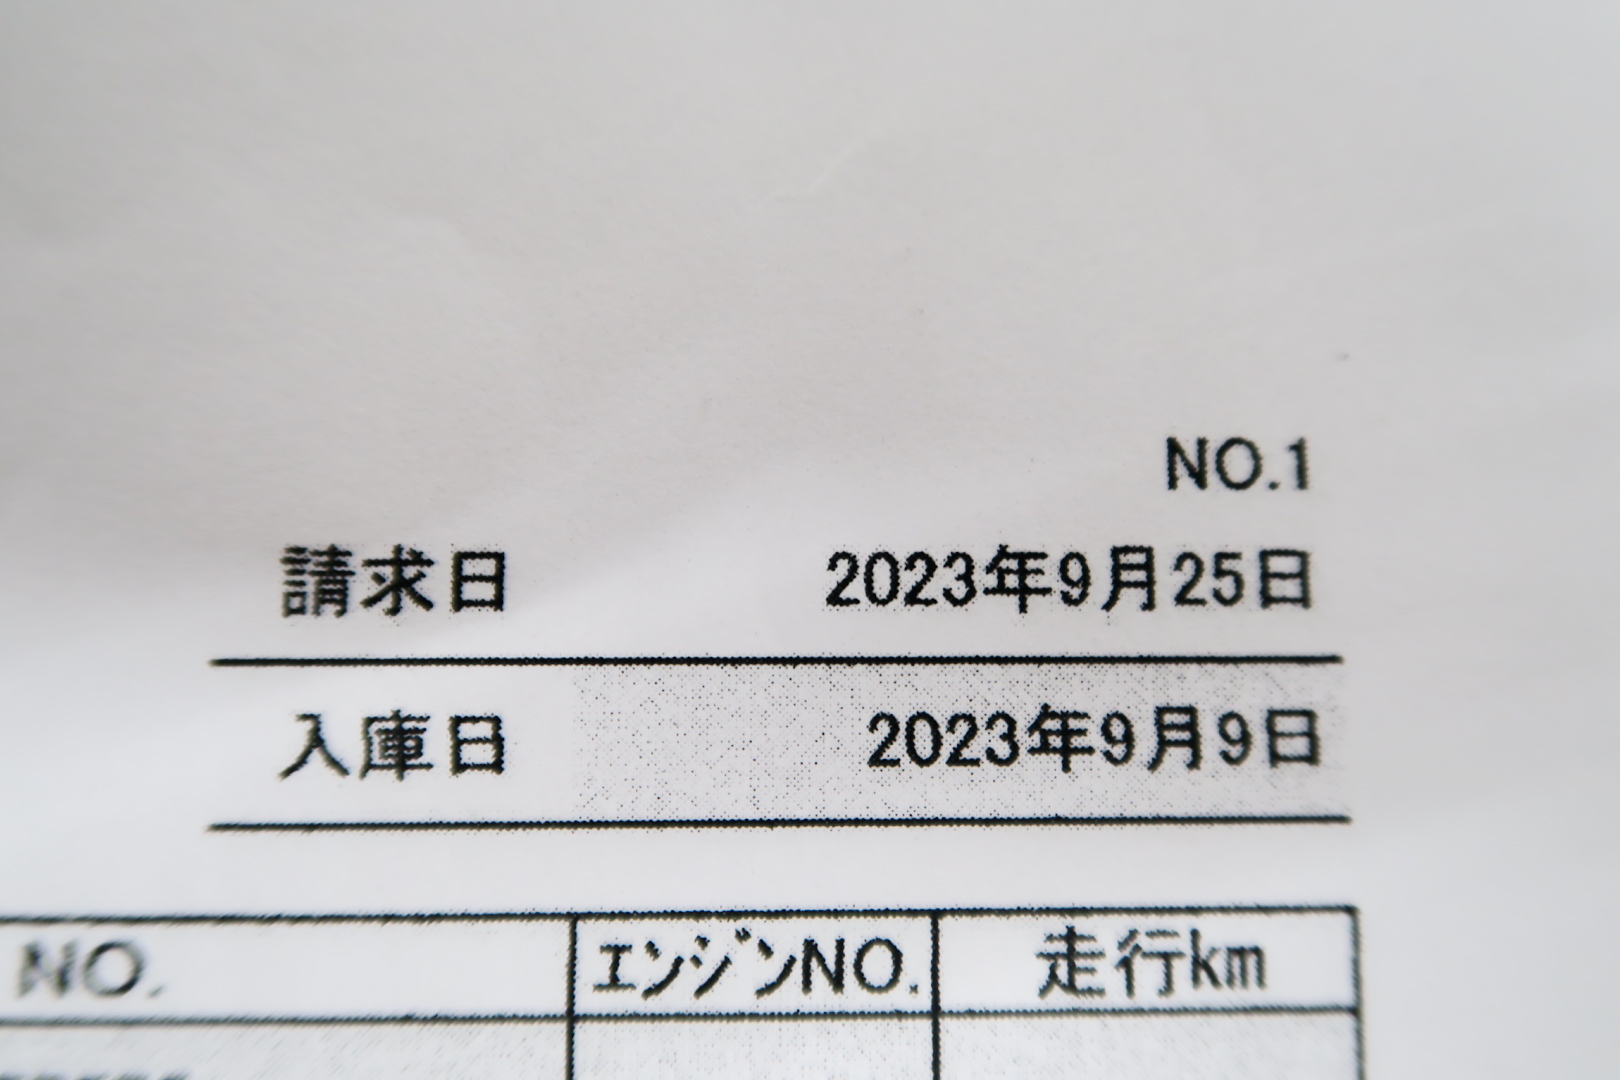 NO.1
請求日 2023年9月25日
入庫日 2023年9月9日
NO. ｴﾝｼﾞﾝNO. 走行km